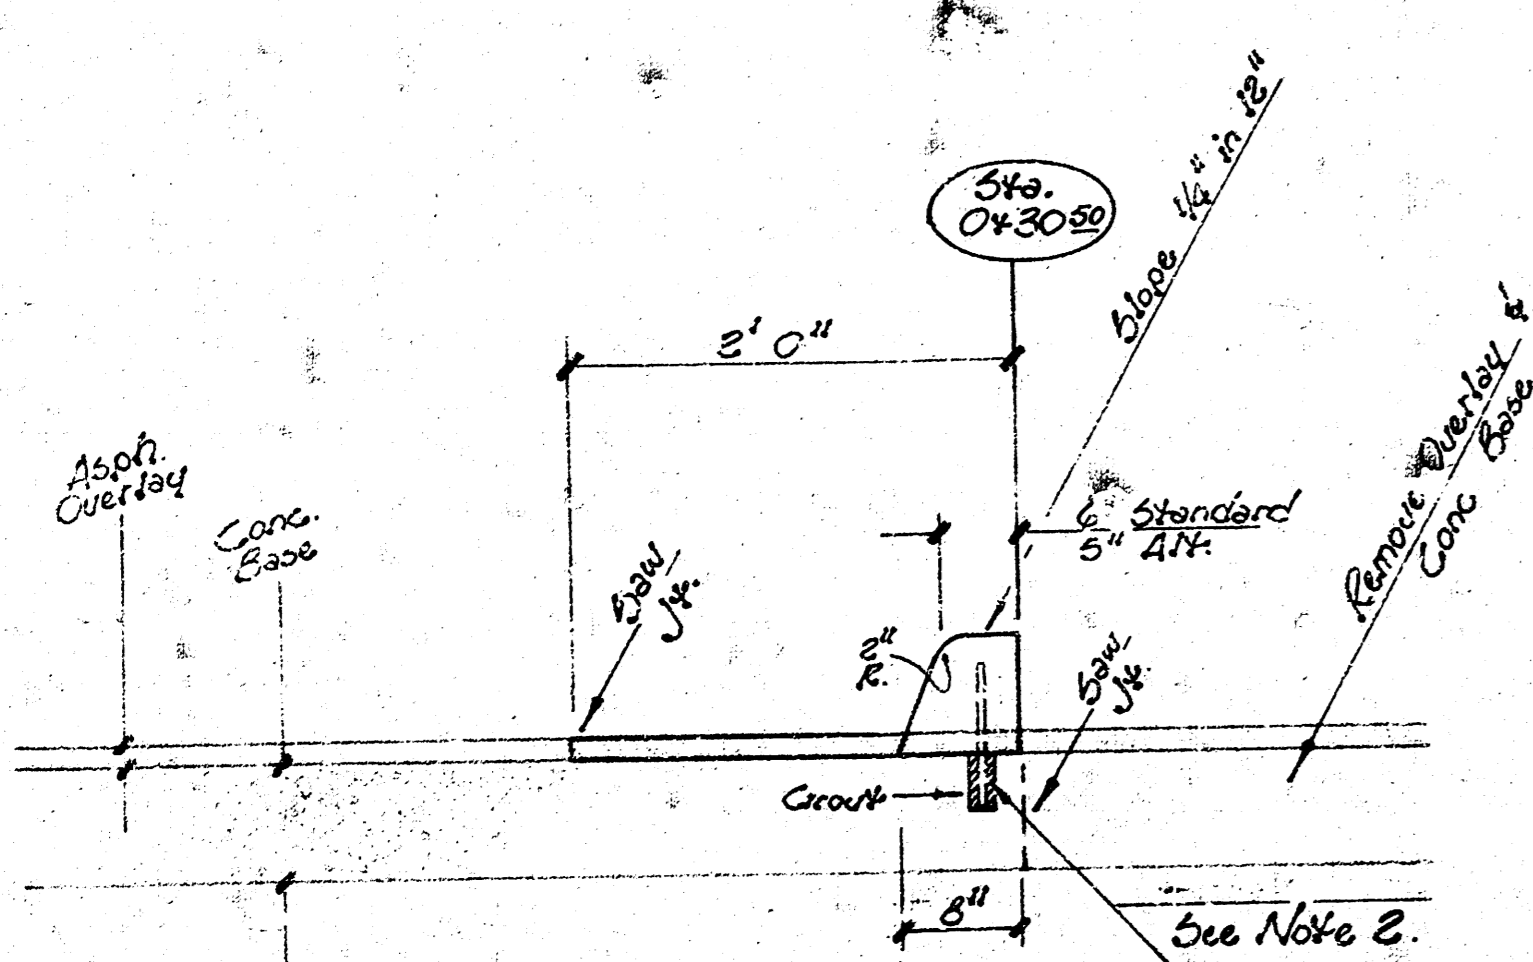 Sta.
0+30 50
Slope 1/4" in 12"
2' 0"
Asph.
Overlay
Conc.
Base
Saw
Jt.
6 Standard
5" Alt.
Remove Overlay &
Conc Base
2"
R.
Saw
Jt.
Grout
8"
See Note 2.